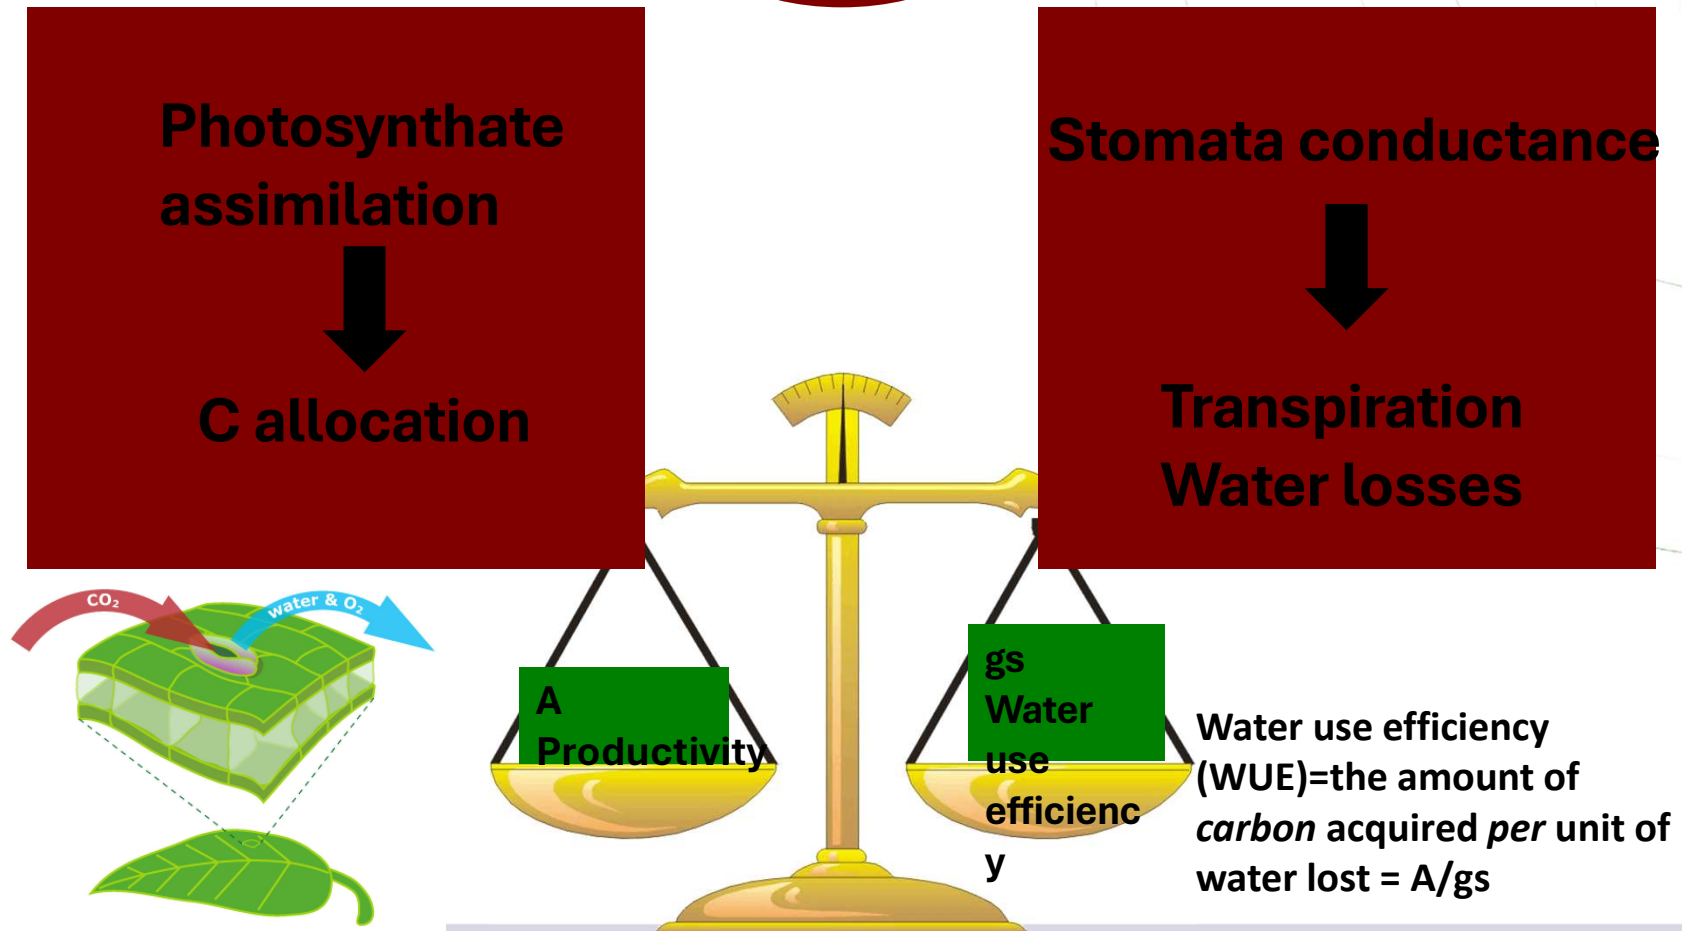 Photosynthate
assimilation
C allocation
Stomata conductance
Transpiration
Water losses
CO₂
water & O₂
A
Productivity
gs
Water
use
efficienc
y
Water use efficiency
(WUE)=the amount of
carbon acquired per unit of
water lost = A/gs